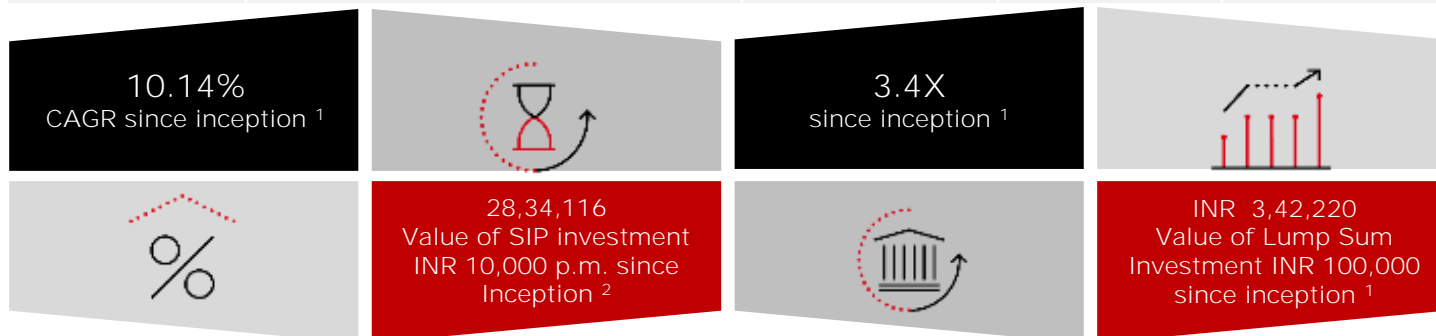 10.14%
CAGR since inception 1
3.4X
since inception 1
28,34,116
Value of SIP investment
INR 10,000 p.m. since
Inception 2
INR 3,42,220
Value of Lump Sum
Investment INR 100,000
since inception 1